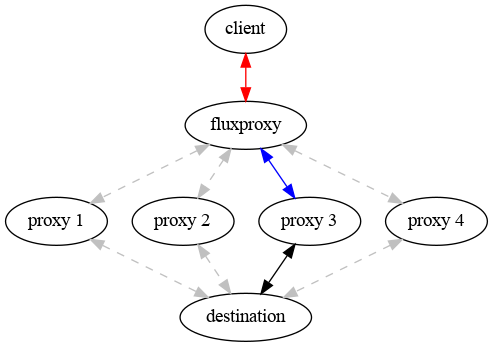 client
fluxproxy
proxy 1
proxy 2
proxy 3
proxy 4
destination